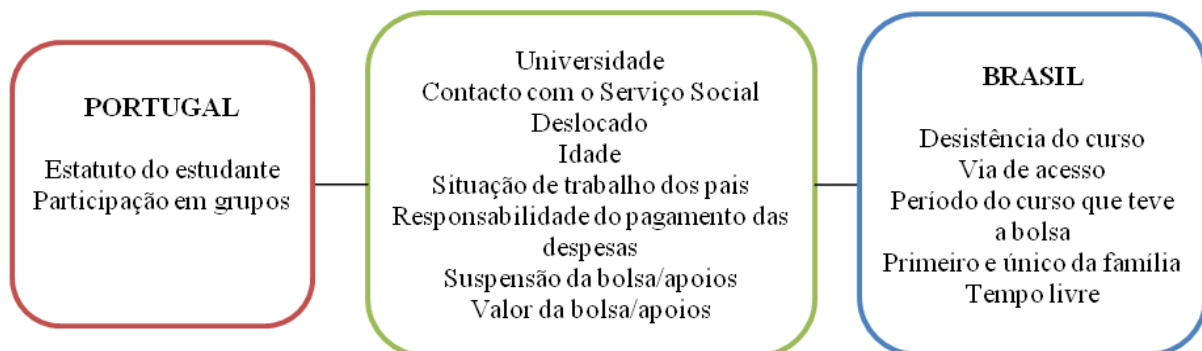 PORTUGAL
Estatuto do estudante
Participação em grupos
Universidade
Contacto com o Serviço Social
Deslocado
Idade
Situação de trabalho dos pais
Responsabilidade do pagamento das
despesas
Suspensão da bolsa/apoios
Valor da bolsa/apoios
BRASIL
Desistência do curso
Via de acesso
Período do curso que teve
a bolsa
Primeiro e único da família
Tempo livre